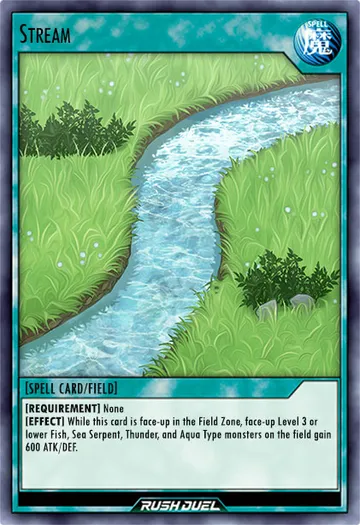 STREAM
SPELL
魔
[SPELL CARD/FIELD]
[REQUIREMENT] None
[EFFECT] While this card is face-up in the Field Zone, face-up Level 3 or
lower Fish, Sea Serpent, Thunder, and Aqua Type monsters on the field gain
600 ATK/DEF.
RUSH DUEL